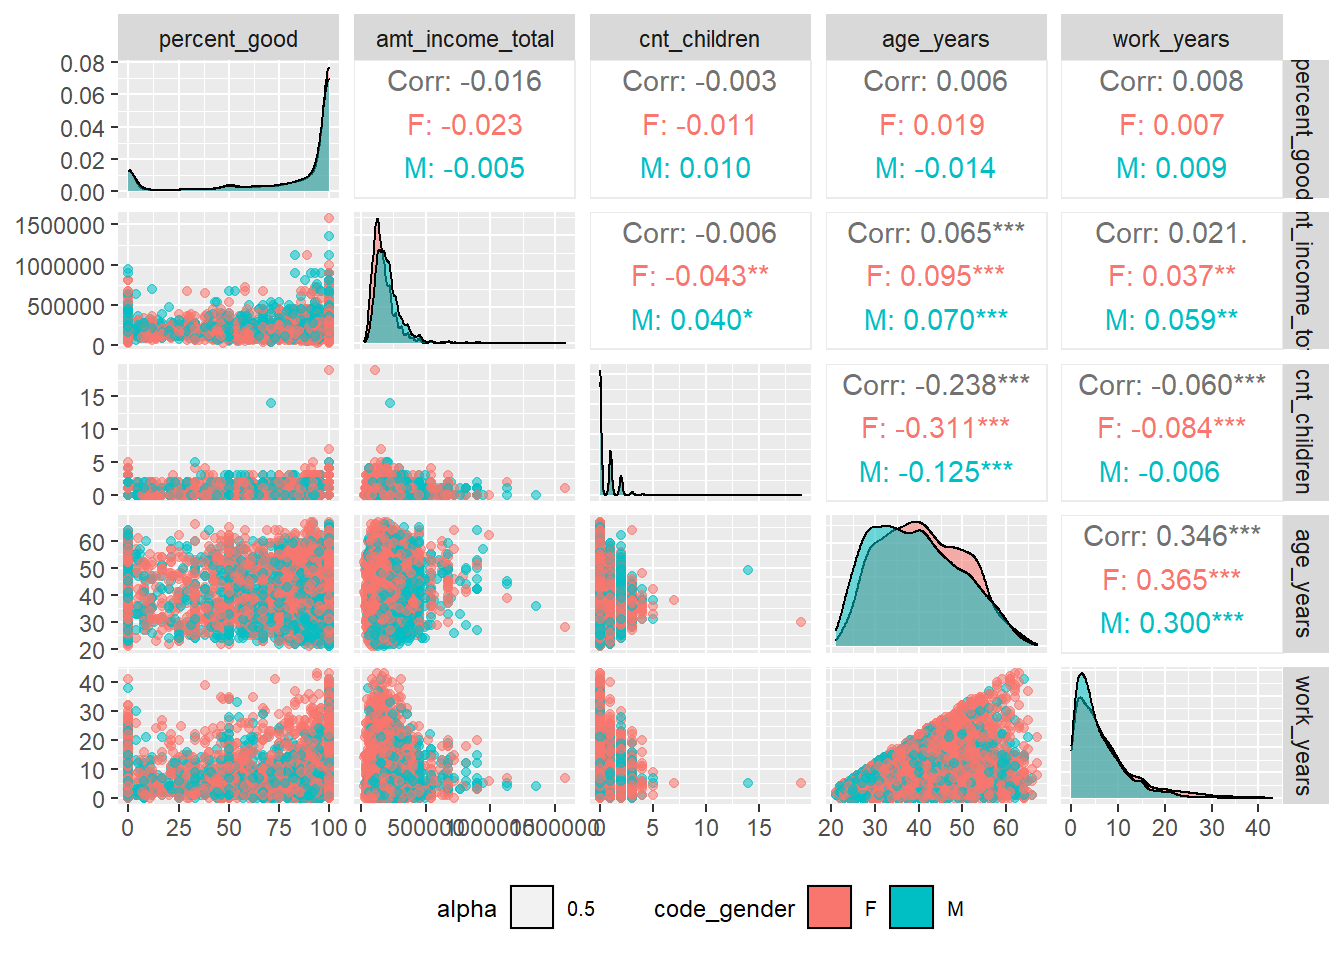 percent_good amt_income_total cnt_children age_years work_years
0.08
0.06
0.04
0.02
0.00
Corr: -0.016
F: -0.023
M: -0.005
Corr: -0.003
F: -0.011
M: 0.010
Corr: 0.006
F: 0.019
M: -0.014
Corr: 0.008
F: 0.007
M: 0.009
percent_good
1500000
1000000
500000
0
Corr: -0.006
F: -0.043**
M: 0.040*
Corr: 0.065***
F: 0.095***
M: 0.070***
Corr: 0.021.
F: 0.037**
M: 0.059**
nt_income_to
15
10
5
0
Corr: -0.238***
F: -0.311***
M: -0.125***
Corr: -0.060***
F: -0.084***
M: -0.006
cnt_children
60
50
40
30
20
Corr: 0.346***
F: 0.365***
M: 0.300***
age_years
40
30
20
10
0
work_years
0 25 50 75 100
0 500000 1000000 1500000
0 5 10 15
20 30 40 50 60
0 10 20 30 40
alpha 0.5 code_gender F M